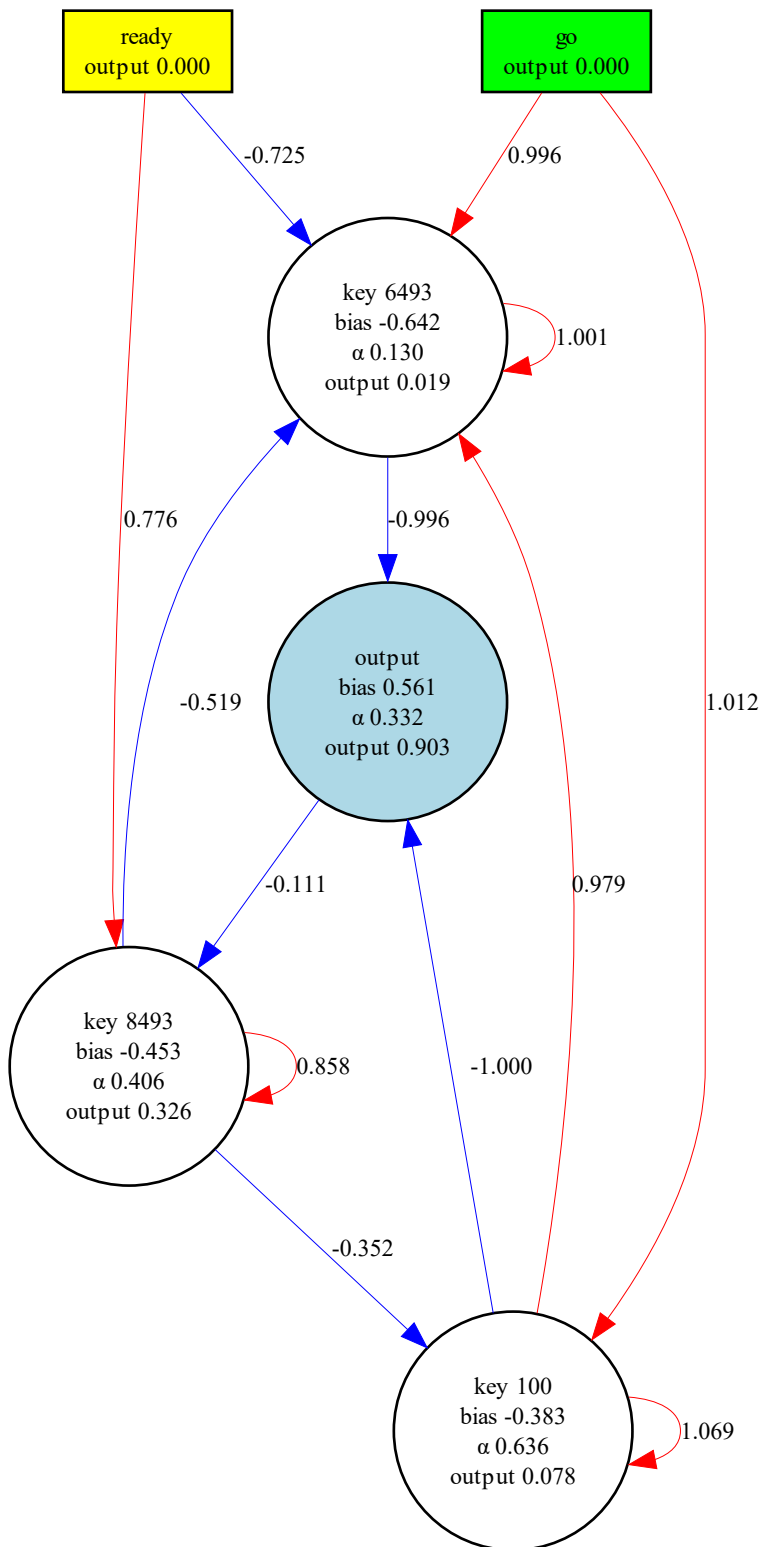 ready
output 0.000
go
output 0.000
-0.725
0.996
key 6493
bias -0.642
α 0.130
output 0.019
1.001
0.776
-0.996
-0.519
output
bias 0.561
α 0.332
output 0.903
1.012
-0.111
0.979
key 8493
bias -0.453
α 0.406
output 0.326
0.858
-1.000
-0.352
key 100
bias -0.383
α 0.636
output 0.078
1.069